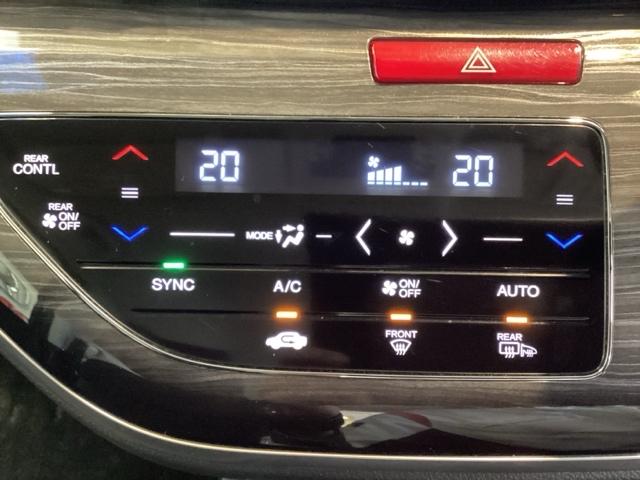 REAR
CONTL
20
20
REAR
ON/
OFF
MODE
SYNC
A/C
ON/
OFF
AUTO
FRONT
REAR